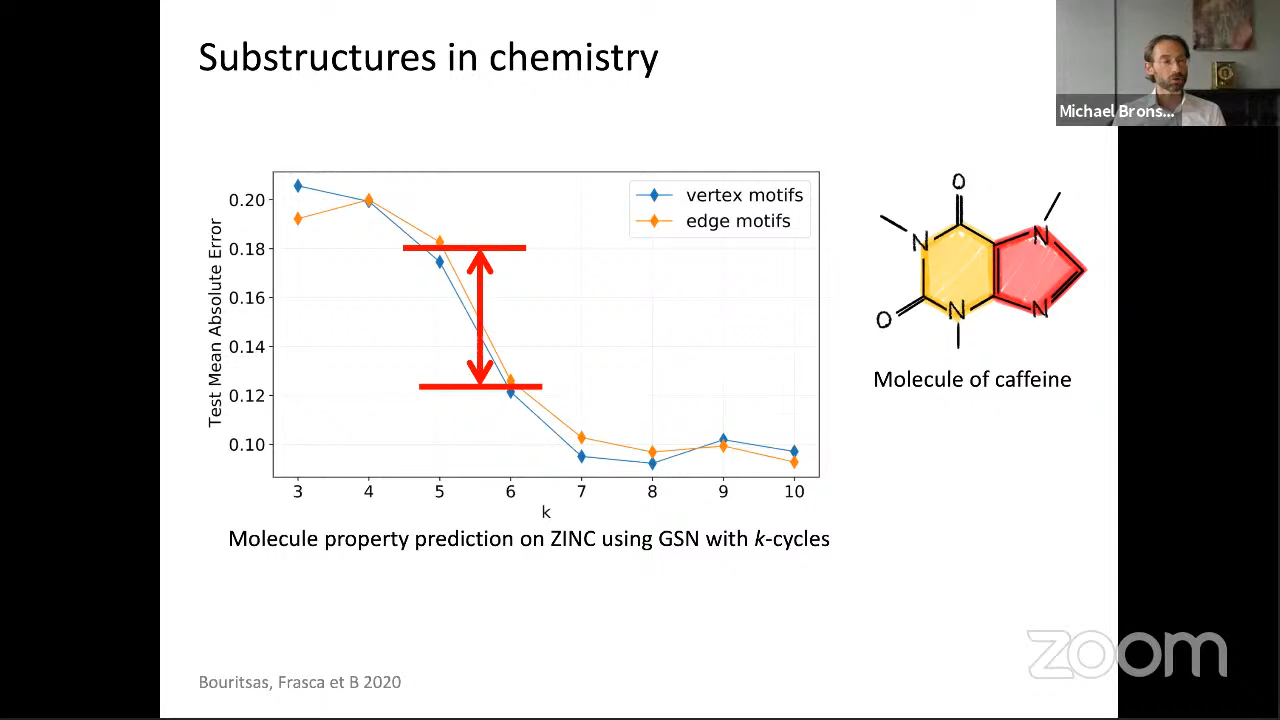 Substructures in chemistry
Michael Brons...
0.20
0.18
0.16
0.14
0.12
0.10
Test Mean Absolute Error
vertex motifs
edge motifs
3 4 5 6 7 8 9 10
k
Molecule property prediction on ZINC using GSN with k-cycles
O
N
N
O
N
N
Molecule of caffeine
Bouritsas, Frasca et B 2020
zoom